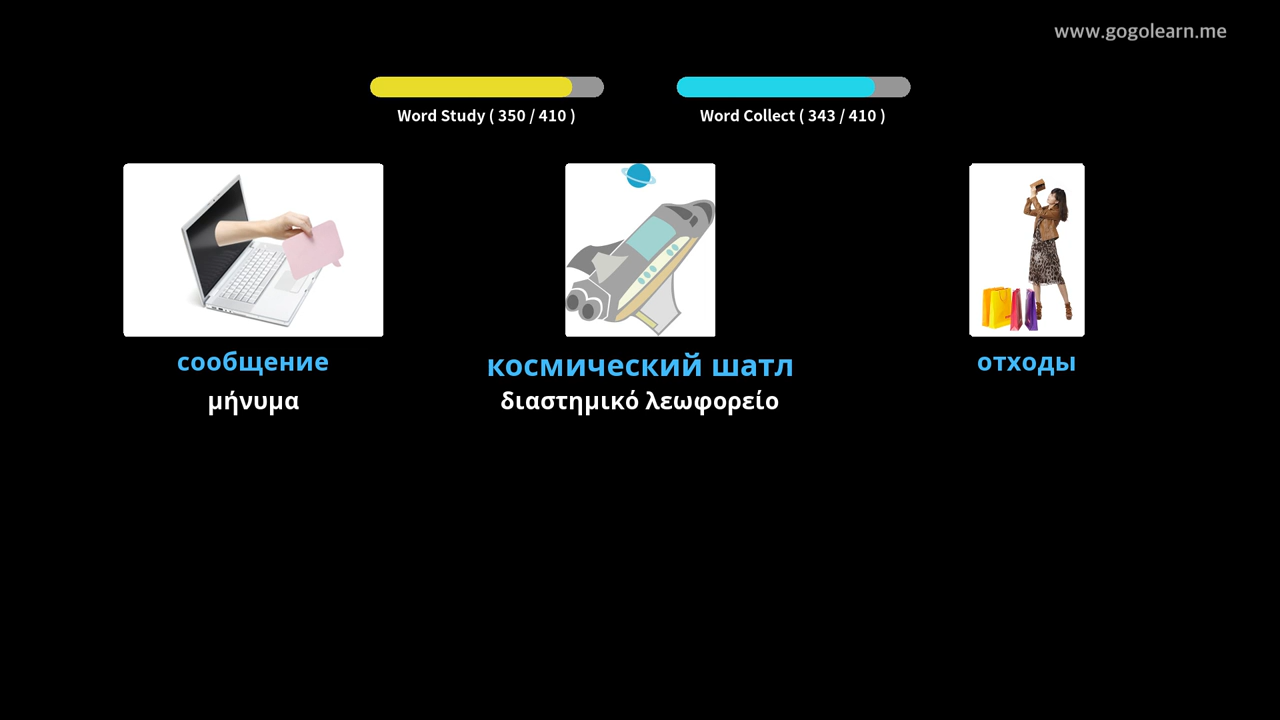 www.gogolearn.me
Word Study ( 350 / 410 )
Word Collect ( 343 / 410 )
сообщение
μήνυμα
космический шатл
διαστημικό λεωφορείο
отходы